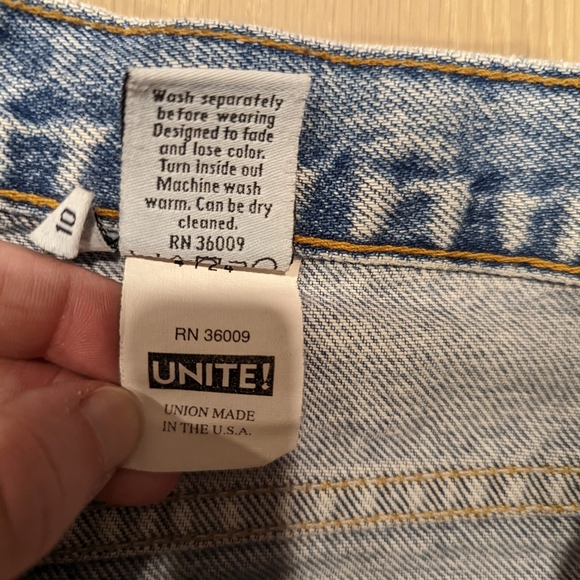 Wash separately
before wearing
Designed to fade
and lose color.
Turn inside out
Machine wash
warm. Can be dry
cleaned.
RN 36009
10
RN 36009
UNITE!
UNION MADE
IN THE U.S.A.